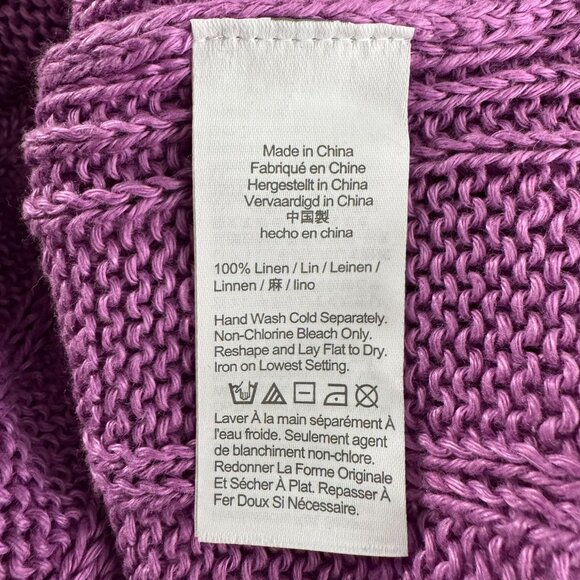 Made in China
Fabriqué en Chine
Hergestellt in China
Vervaardigd in China
中国製
hecho en china
100% Linen / Lin / Leinen /
Linnen / 麻 / lino
Hand Wash Cold Separately.
Non-Chlorine Bleach Only.
Reshape and Lay Flat to Dry.
Iron on Lowest Setting.
Laver À la main séparément À
l'eau froide. Seulement agent
de blanchiment non-chlore.
Redonner La Forme Originale
Et Sécher À Plat. Repasser À
Fer Doux Si Nécessaire.